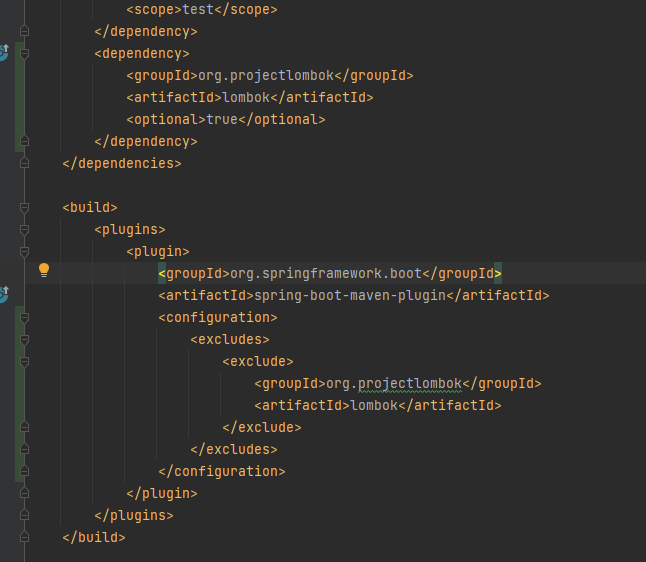 <scope>test</scope>
</dependency>
<dependency>
<groupId>org.projectlombok</groupId>
<artifactId>lombok</artifactId>
<optional>true</optional>
</dependency>
</dependencies>
<build>
<plugins>
<plugin>
<groupId>org.springframework.boot</groupId>
<artifactId>spring-boot-maven-plugin</artifactId>
<configuration>
<excludes>
<exclude>
<groupId>org.projectlombok</groupId>
<artifactId>lombok</artifactId>
</exclude>
</excludes>
</configuration>
</plugin>
</plugins>
</build>